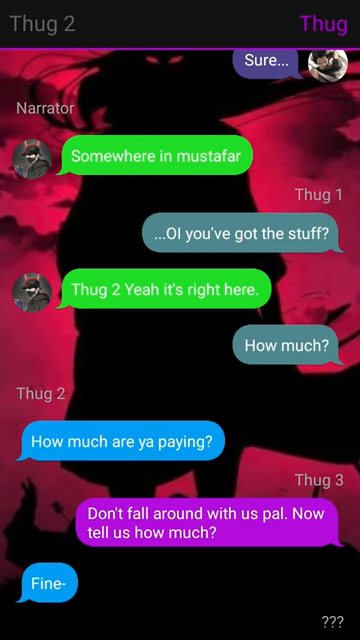 Thug 2
Thug
Sure...
Narrator
Somewhere in mustafar
Thug 1
...OI you've got the stuff?
Thug 2 Yeah it's right here.
How much?
Thug 2
How much are ya paying?
Thug 3
Don't fall around with us pal. Now
tell us how much?
Fine-
???